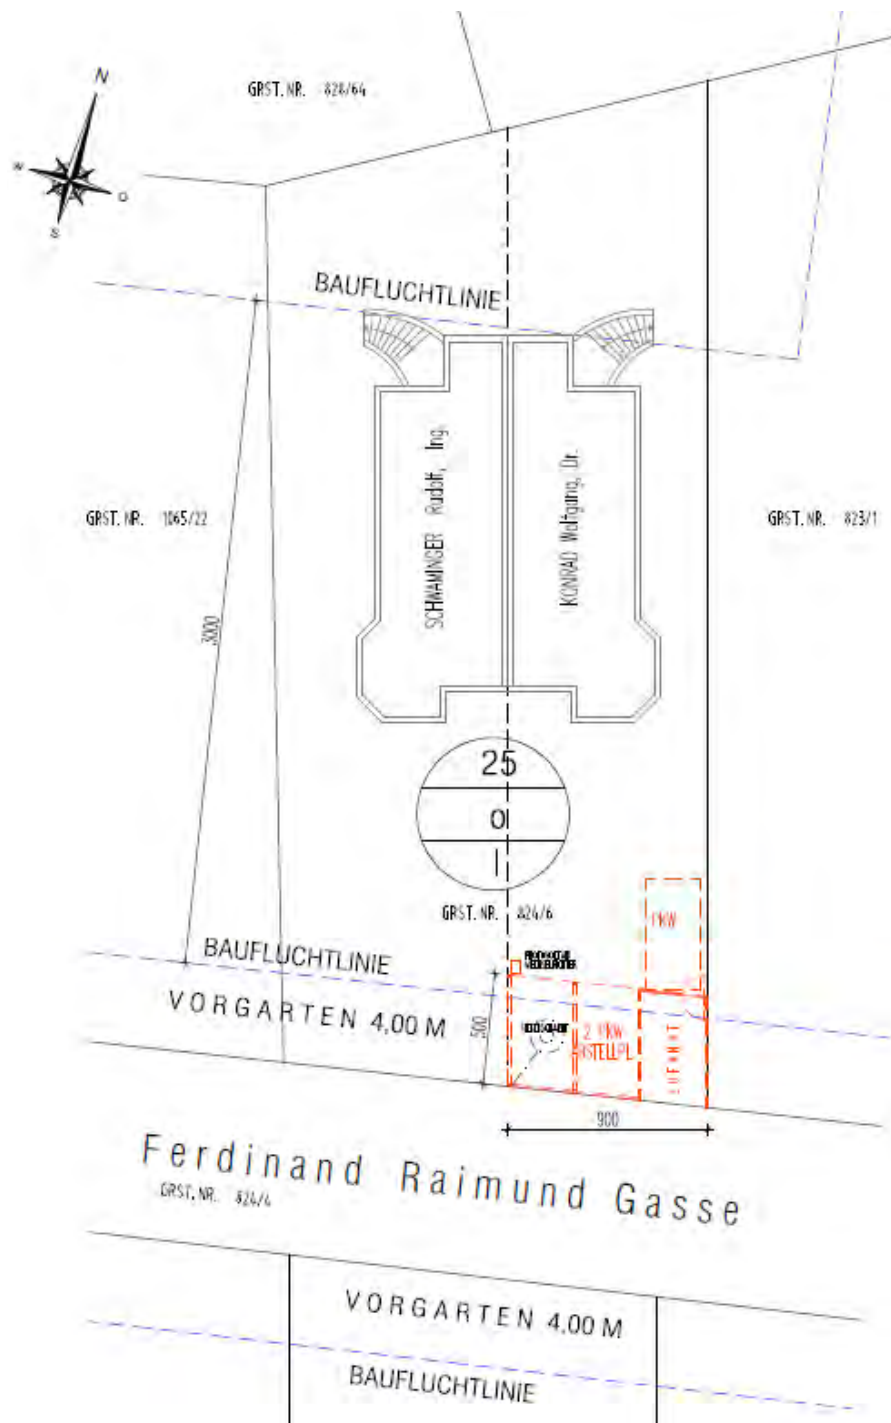 N
GRST. NR. 828/64
W
O
S
BAUFLUCHTLINIE
SCHWAMINGER Rudolf, Ing.
KONRAD Wolfgang, Dr.
GRST. NR. 1065/22
GRST. NR. 823/1
3000
25
0
I
GRST. NR. 824/6
PKW
BAUFLUCHTLINIE
VORGARTEN 4,00 M
500
2 PKW
ZUFAHRT
900
Ferdinand Raimund Gasse
GRST. NR. 824/4
VORGARTEN 4.00 M
BAUFLUCHTLINIE